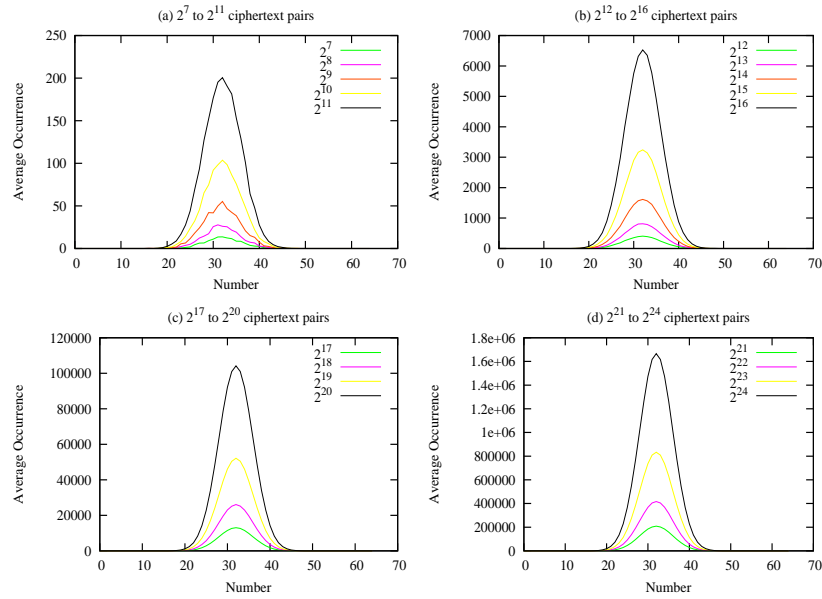 (a) 2^7 to 2^11 ciphertext pairs
250
200
150
100
50
0
0 10 20 30 40 50 60 70
Average Occurrence
Number
2^7
2^8
2^9
2^10
2^11
(b) 2^12 to 2^16 ciphertext pairs
7000
6000
5000
4000
3000
2000
1000
0
0 10 20 30 40 50 60 70
Average Occurrence
Number
2^12
2^13
2^14
2^15
2^16
(c) 2^17 to 2^20 ciphertext pairs
120000
100000
80000
60000
40000
20000
0
0 10 20 30 40 50 60 70
Average Occurrence
Number
2^17
2^18
2^19
2^20
(d) 2^21 to 2^24 ciphertext pairs
1.8e+06
1.6e+06
1.4e+06
1.2e+06
1e+06
800000
600000
400000
200000
0
0 10 20 30 40 50 60 70
Average Occurrence
Number
2^21
2^22
2^23
2^24